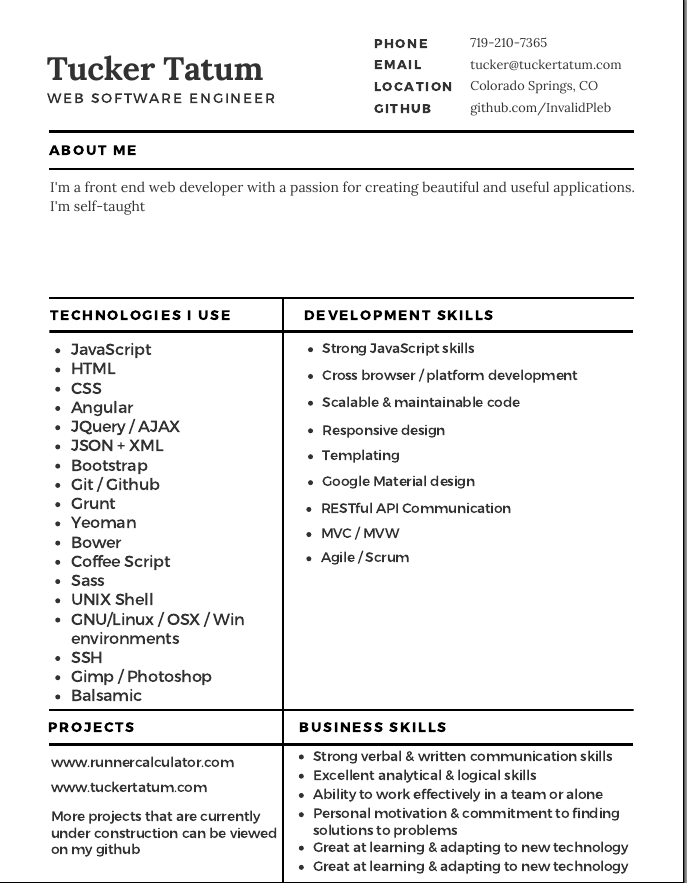 Tucker Tatum
WEB SOFTWARE ENGINEER
PHONE 719-210-7365
EMAIL tucker@tuckertatum.com
LOCATION Colorado Springs, CO
GITHUB github.com/InvalidPleb
ABOUT ME
I'm a front end web developer with a passion for creating beautiful and useful applications.
I'm self-taught
TECHNOLOGIES I USE
• JavaScript
• HTML
• CSS
• Angular
• JQuery / AJAX
• JSON + XML
• Bootstrap
• Git / Github
• Grunt
• Yeoman
• Bower
• Coffee Script
• Sass
• UNIX Shell
• GNU/Linux / OSX / Win
environments
• SSH
• Gimp / Photoshop
• Balsamic
DEVELOPMENT SKILLS
• Strong JavaScript skills
• Cross browser / platform development
• Scalable & maintainable code
• Responsive design
• Templating
• Google Material design
• RESTful API Communication
• MVC / MVW
• Agile / Scrum
PROJECTS
www.runnercalculator.com
www.tuckertatum.com
More projects that are currently
under construction can be viewed
on my github
BUSINESS SKILLS
• Strong verbal & written communication skills
• Excellent analytical & logical skills
• Ability to work effectively in a team or alone
• Personal motivation & commitment to finding
solutions to problems
• Great at learning & adapting to new technology
• Great at learning & adapting to new technology